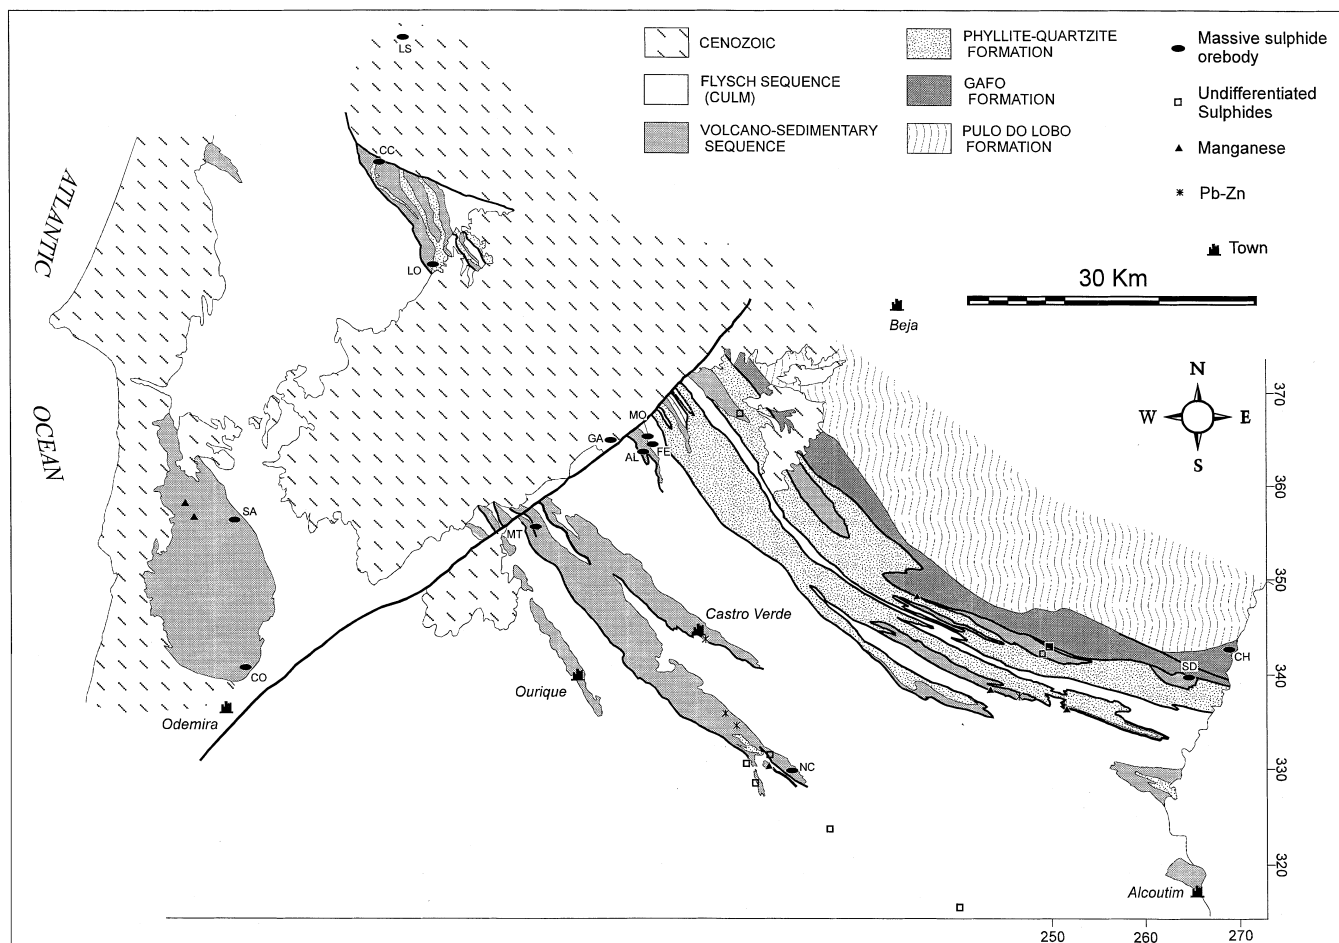 LS
CENOZOIC
FLYSCH SEQUENCE
(CULM)
VOLCANO-SEDIMENTARY
SEQUENCE
PHYLLITE-QUARTZITE
FORMATION
GAFO
FORMATION
PULO DO LOBO
FORMATION
Massive sulphide
orebody
Undifferentiated
Sulphides
Manganese
Pb-Zn
Town
30 Km
ATLANTIC
OCEAN
CC
LO
Beja
N
W E
S
MO
GA
FE
AL
SA
MT
Castro Verde
CO
Ourique
Odemira
NC
SD
CH
Alcoutim
370
360
350
340
330
320
250 260 270